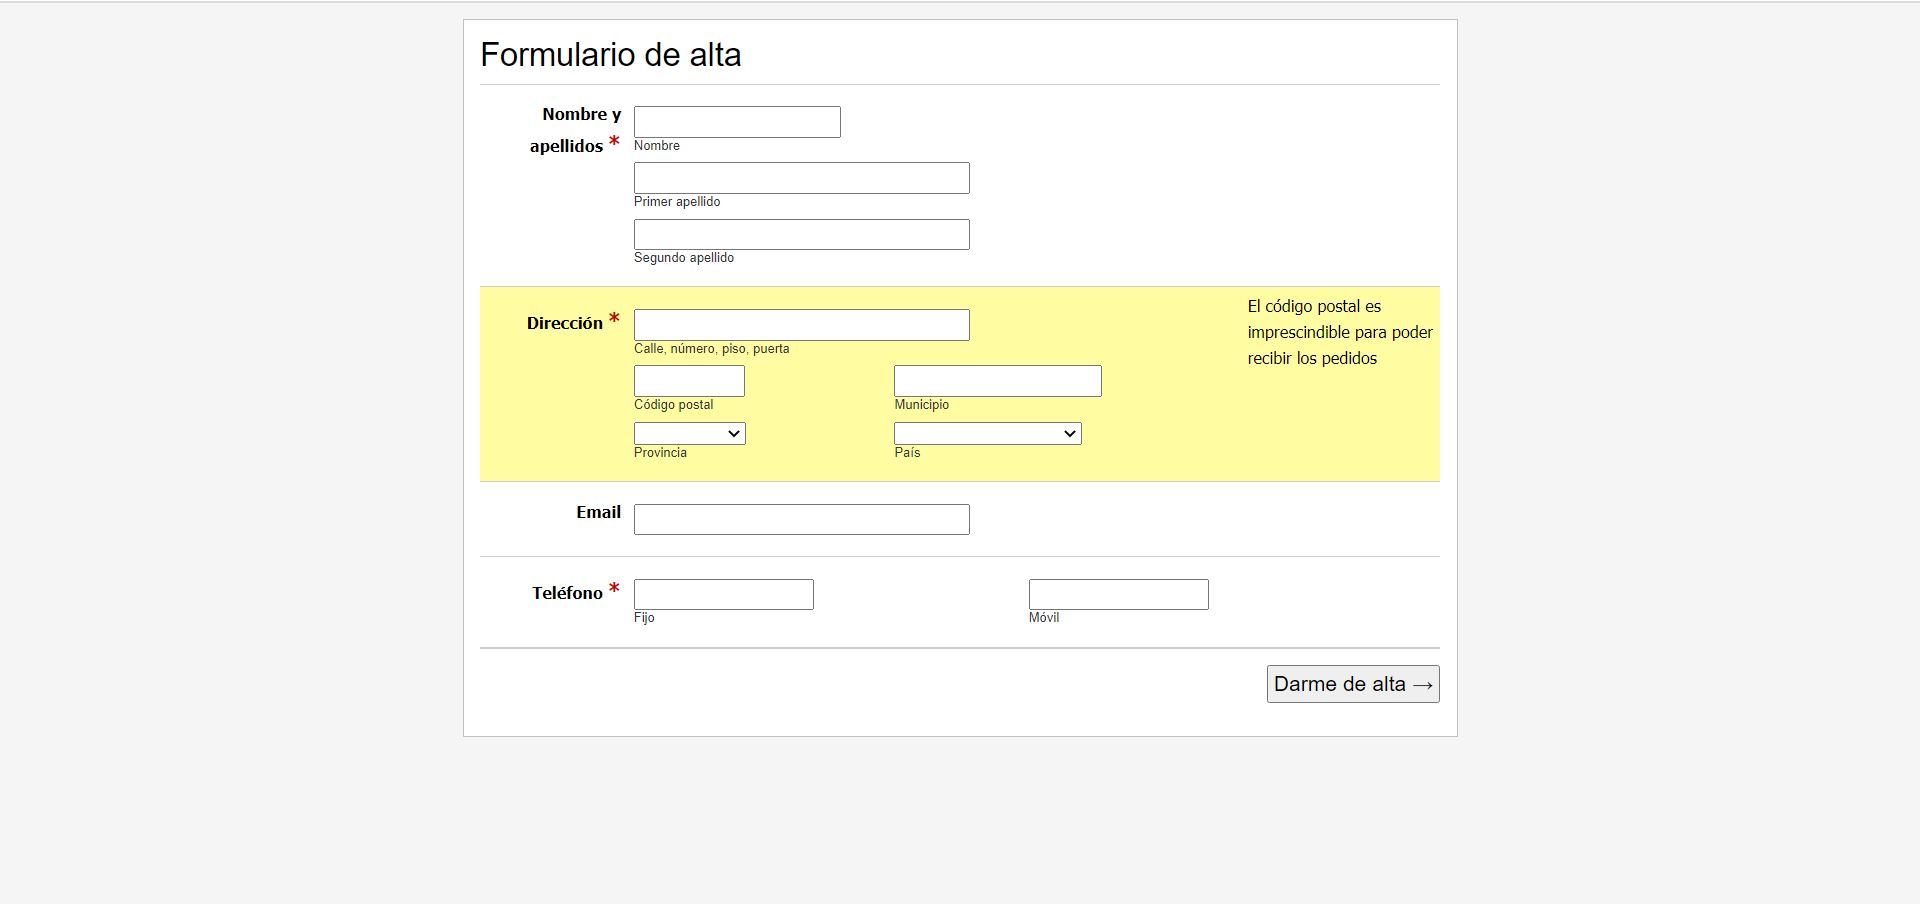 Formulario de alta
Nombre y
apellidos *
Nombre
Primer apellido
Segundo apellido
Dirección *
Calle, número, piso, puerta
El código postal es
imprescindible para poder
recibir los pedidos
Código postal Municipio
Provincia País
Email
Teléfono *
Fijo Móvil
Darme de alta →